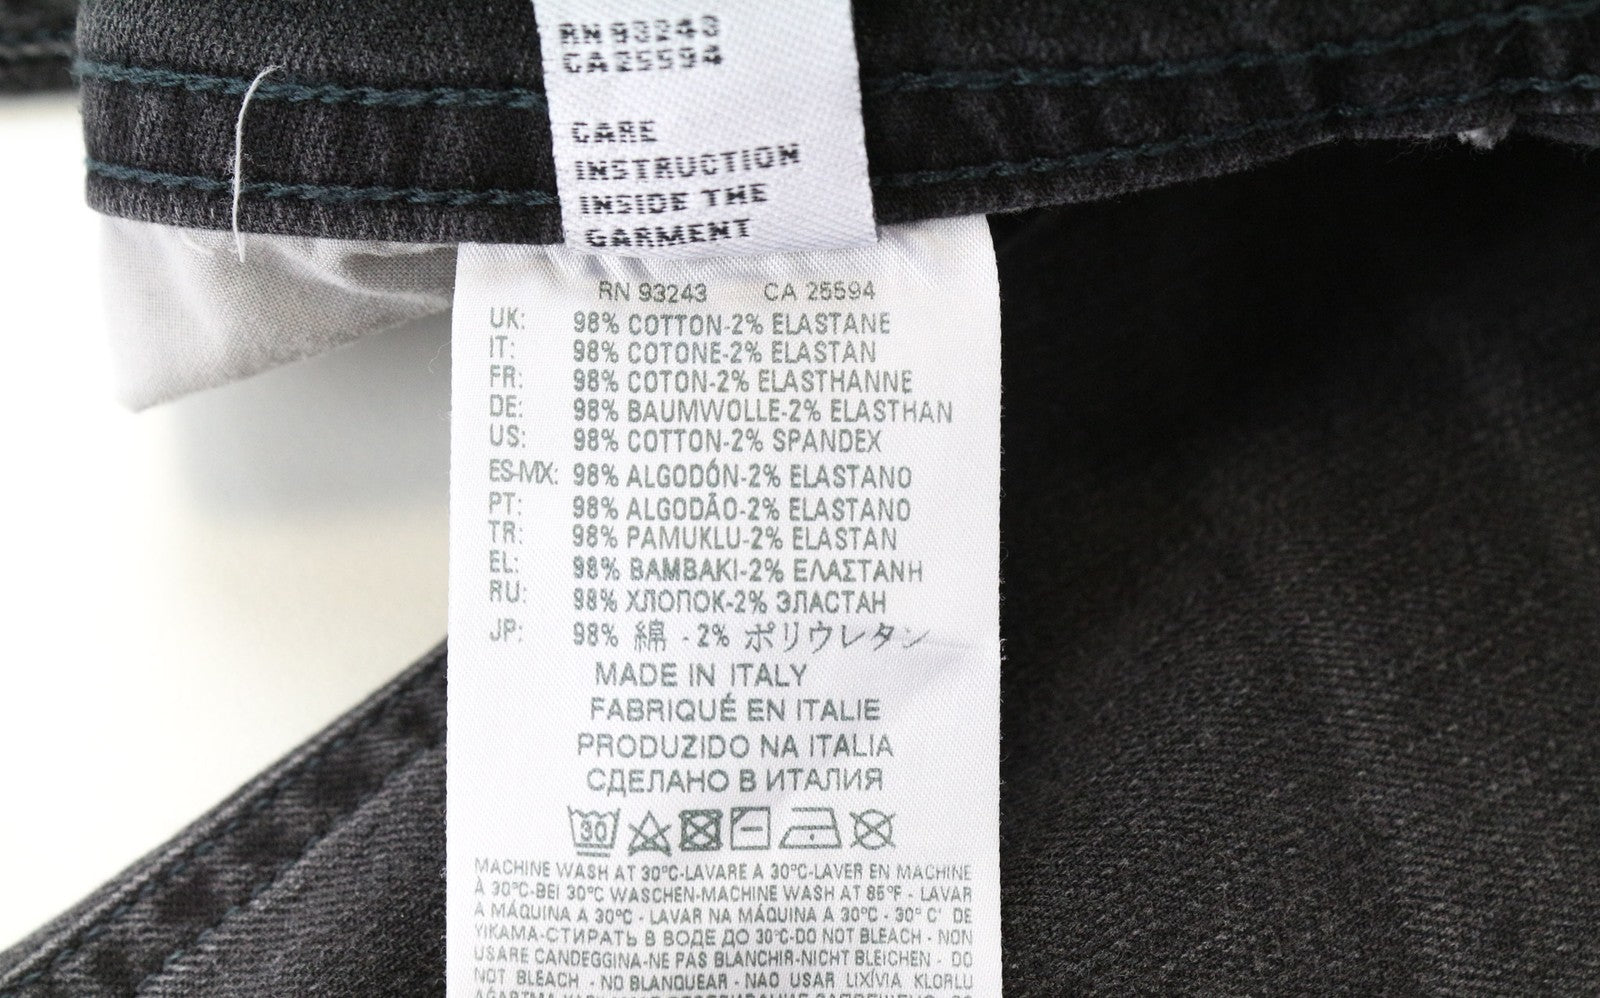 RN 93243
CA 25594
CARE
INSTRUCTION
INSIDE THE
GARMENT
RN 93243 CA 25594
UK: 98% COTTON-2% ELASTANE
IT: 98% COTONE-2% ELASTAN
FR: 98% COTON-2% ELASTHANNE
DE: 98% BAUMWOLLE-2% ELASTHAN
US: 98% COTTON-2% SPANDEX
ES-MX: 98% ALGODÓN-2% ELASTANO
PT: 98% ALGODÃO-2% ELASTANO
TR: 98% PAMUKLU-2% ELASTAN
EL: 98% ΒΑΜΒΑΚΙ-2% ΕΛΑΣΤΑΝΗ
RU: 98% ХЛОПОК-2% ЭЛАСТАН
JP: 98% 綿 - 2% ポリウレタン
MADE IN ITALY
FABRIQUÉ EN ITALIE
PRODUZIDO NA ITALIA
СДЕЛАНО В ИТАЛИЯ
30
MACHINE WASH AT 30°C-LAVARE A 30°C-LAVER EN MACHINE
À 30°C-BEI 30°C WASCHEN-MACHINE WASH AT 85°F - LAVAR
A MÁQUINA A 30°C - LAVAR NA MÁQUINA A 30°C - 30° C' DE
YIKAMA-СТИРАТЬ В ВОДЕ ДО 30°C-DO NOT BLEACH - NON
USARE CANDEGGINA-NE PAS BLANCHIR-NICHT BLEICHEN - DO
NOT BLEACH - NO BLANQUEAR - NAO USAR LIXÍVIA KLORLU